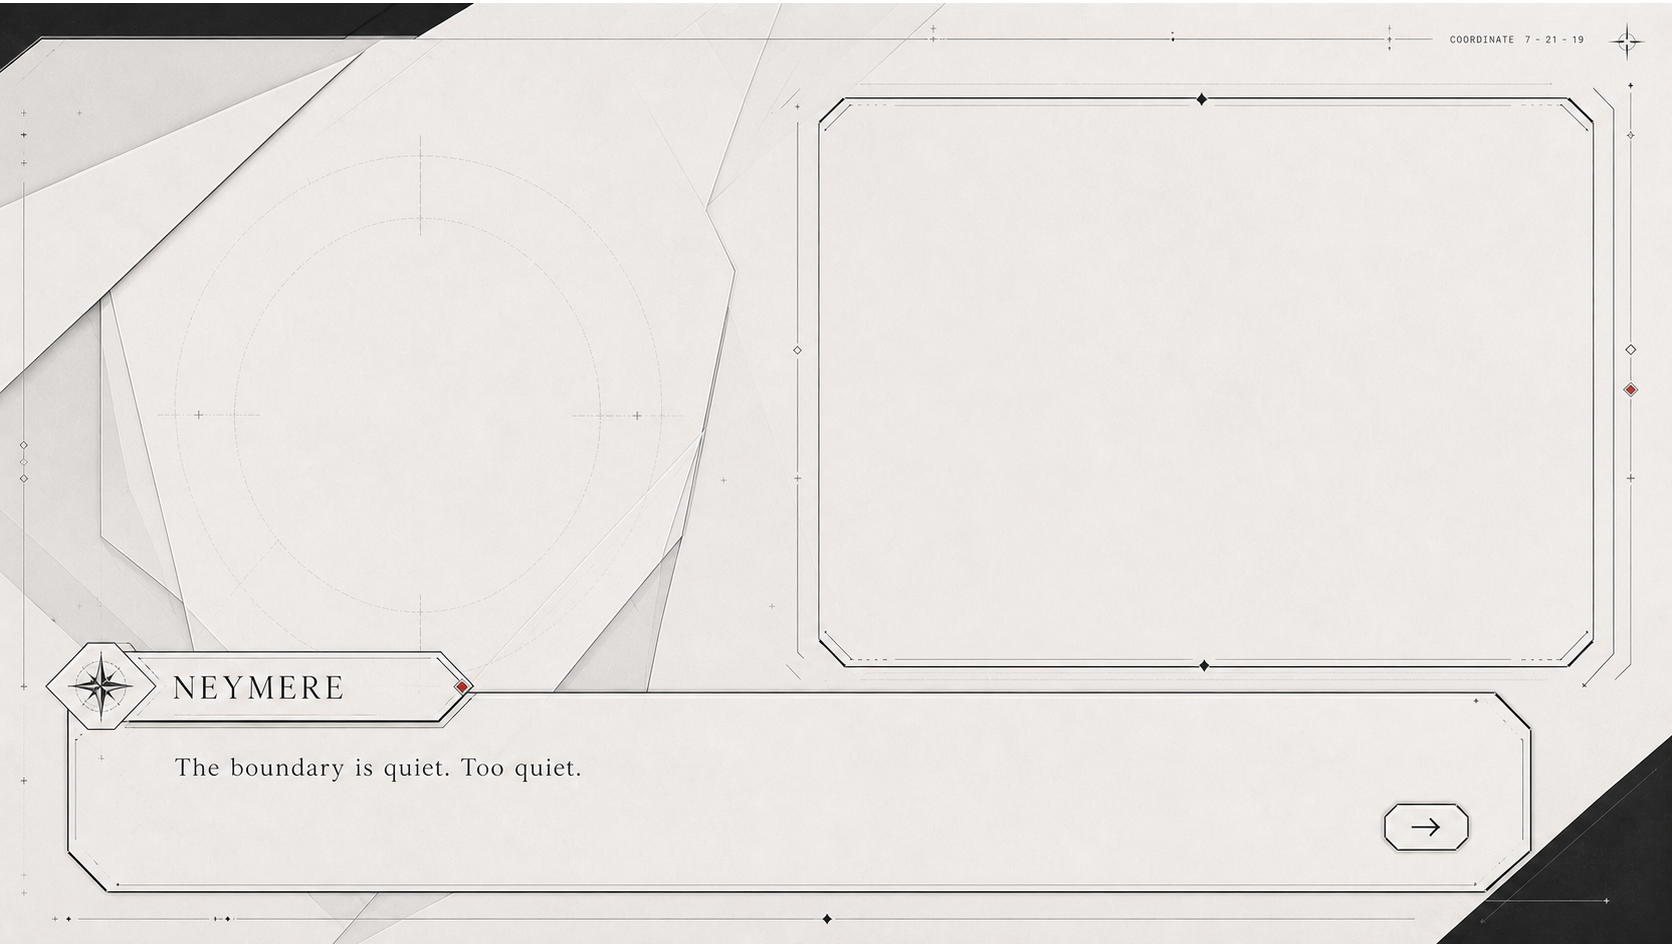 COORDINATE 7 - 21 - 19
NEYMERE
The boundary is quiet. Too quiet.